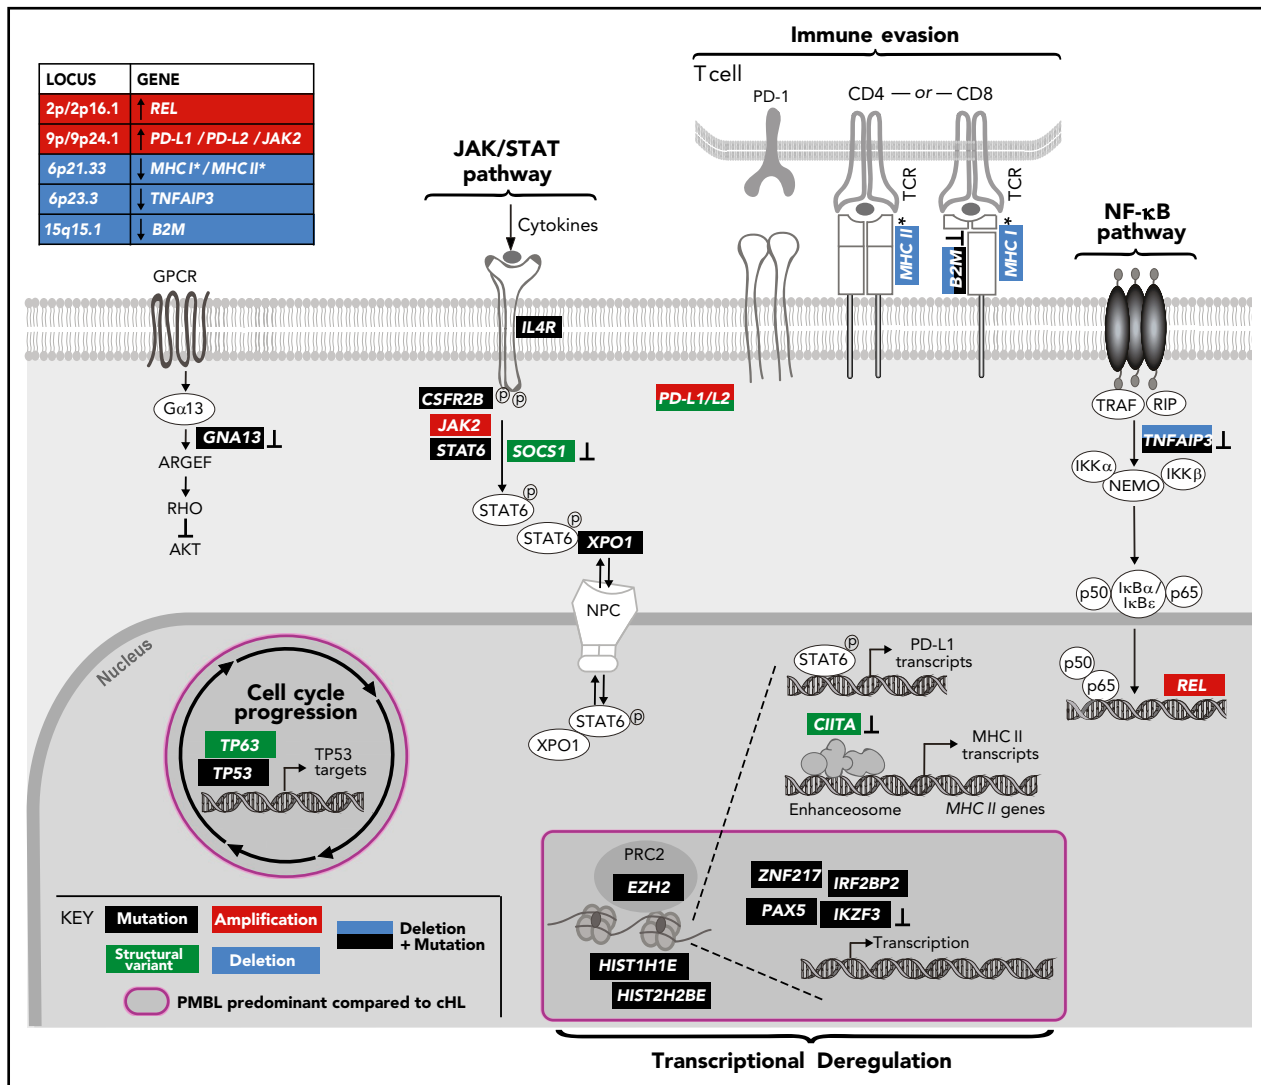 LOCUS GENE
2p/2p16.1 ↑ REL
9p/9p24.1 ↑ PD-L1 / PD-L2 / JAK2
6p21.33 ↓ MHC I* / MHC II*
6p23.3 ↓ TNFAIP3
15q15.1 ↓ B2M
Immune evasion
T cell
PD-1
CD4 — or — CD8
TCR
TCR
MHC II
*
B2M
MHC I
*
JAK/STAT
pathway
Cytokines
NF-κB
pathway
GPCR
IL4R
Gα13
GNA13
ARGEF
RHO
AKT
CSFR2B
p
p
JAK2
STAT6
SOCS1
STAT6
p
STAT6
p
XPO1
NPC
STAT6
p
XPO1
PD-L1/L2
TRAF
RIP
TNFAIP3
IKKα
NEMO
IKKβ
p50
IκBα/
IκBε
p65
p50
p65
REL
Nucleus
Cell cycle
progression
TP63
TP53
TP53
targets
STAT6
p
PD-L1
transcripts
CIITA
MHC II
transcripts
Enhanceosome
MHC II genes
PRC2
EZH2
HIST1H1E
HIST2H2BE
ZNF217
IRF2BP2
PAX5
IKZF3
Transcription
KEY
Mutation
Amplification
Deletion
+ Mutation
Structural
variant
Deletion
PMBL predominant compared to cHL
Transcriptional Deregulation